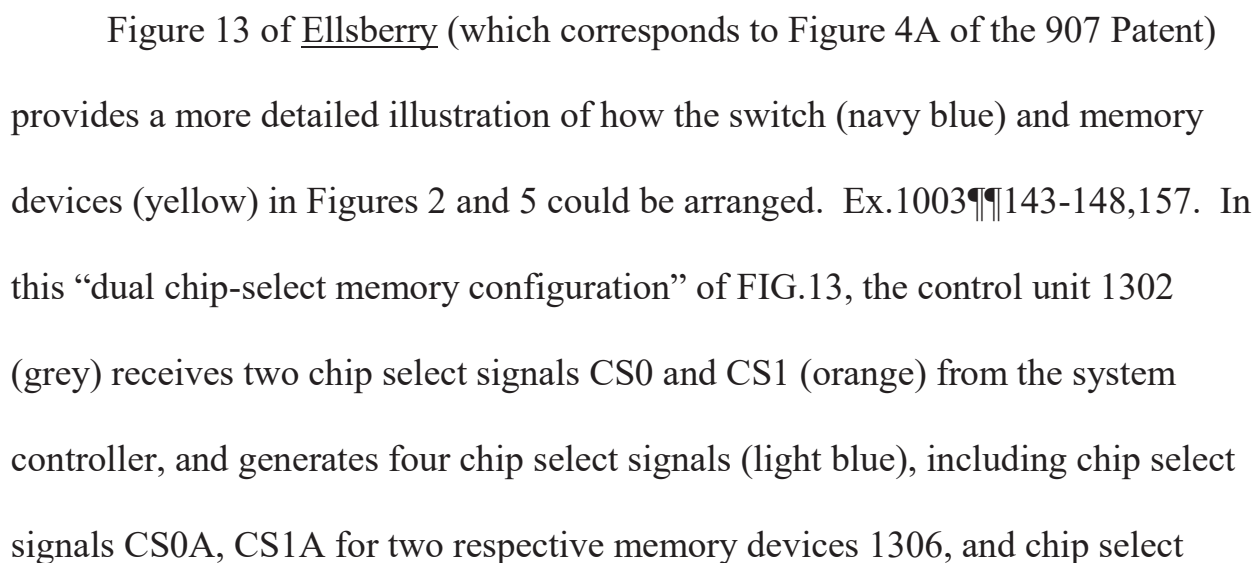 Figure 13 of Ellsberry (which corresponds to Figure 4A of the 907 Patent)
provides a more detailed illustration of how the switch (navy blue) and memory
devices (yellow) in Figures 2 and 5 could be arranged.  Ex.1003¶¶143-148,157.  In
this “dual chip-select memory configuration” of FIG.13, the control unit 1302
(grey) receives two chip select signals CS0 and CS1 (orange) from the system
controller, and generates four chip select signals (light blue), including chip select
signals CS0A, CS1A for two respective memory devices 1306, and chip select